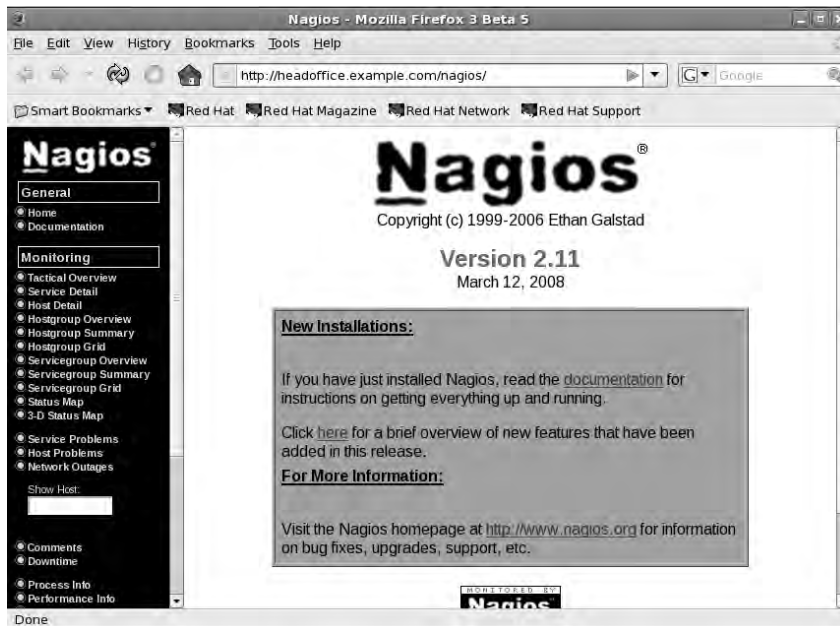 Nagios - Mozilla Firefox 3 Beta 5
File Edit View History Bookmarks Tools Help
http://headoffice.example.com/nagios/
G Google
Smart Bookmarks Red Hat Red Hat Magazine Red Hat Network Red Hat Support
Nagios
General
Home
Documentation
Monitoring
Tactical Overview
Service Detail
Host Detail
Hostgroup Overview
Hostgroup Summary
Hostgroup Grid
Servicegroup Overview
Servicegroup Summary
Servicegroup Grid
Status Map
3-D Status Map
Service Problems
Host Problems
Network Outages
Show Host:
Comments
Downtime
Process Info
Performance Info
Nagios®
Copyright (c) 1999-2006 Ethan Galstad
Version 2.11
March 12, 2008
New Installations:
If you have just installed Nagios, read the documentation for
instructions on getting everything up and running.
Click here for a brief overview of new features that have been
added in this release.
For More Information:
Visit the Nagios homepage at http://www.nagios.org for information
on bug fixes, upgrades, support, etc.
MONITORED BY
Nagios
Done